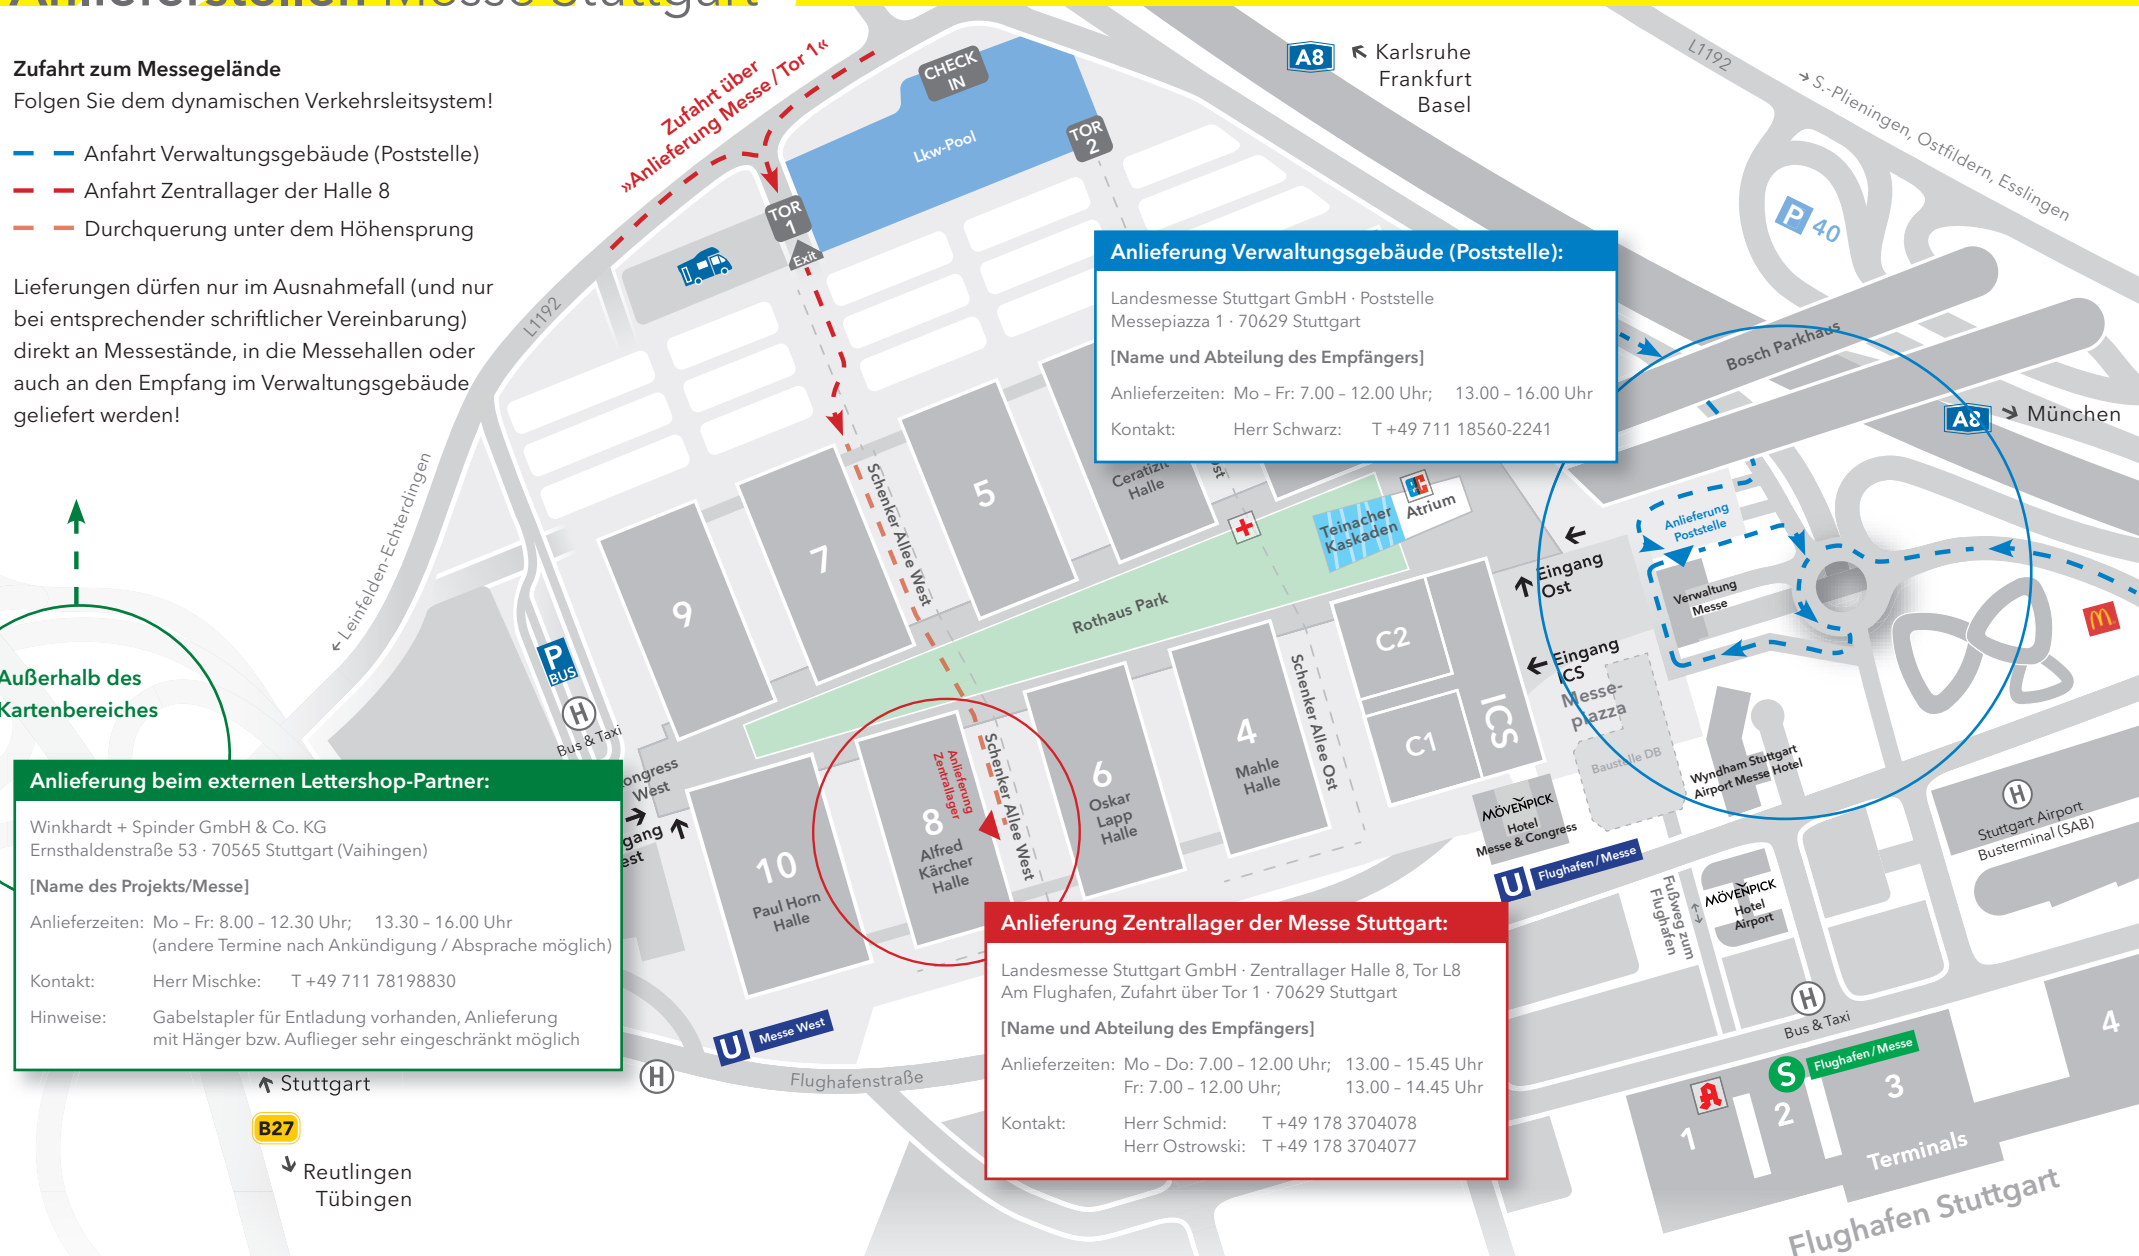 Anlieferstellen Messe Stuttgart
Zufahrt zum Messegelände
Folgen Sie dem dynamischen Verkehrsleitsystem!
Anfahrt Verwaltungsgebäude (Poststelle)
Anfahrt Zentrallager der Halle 8
Durchquerung unter dem Höhensprung
Lieferungen dürfen nur im Ausnahmefall (und nur
bei entsprechender schriftlicher Vereinbarung)
direkt an Messestände, in die Messehallen oder
auch an den Empfang im Verwaltungsgebäude
geliefert werden!
Zufahrt über
»Anlieferung Messe / Tor 1«
CHECK
IN
Lkw-Pool
TOR
2
TOR
1
Exit
A8
Karlsruhe
Frankfurt
Basel
L1192
S.-Plieningen, Ostfildern, Esslingen
P 40
Bosch Parkhaus
A8
München
L1192
Leinfelden-Echterdingen
Anlieferung Verwaltungsgebäude (Poststelle):
Landesmesse Stuttgart GmbH · Poststelle
Messepiazza 1 · 70629 Stuttgart
[Name und Abteilung des Empfängers]
Anlieferzeiten: Mo – Fr: 7.00 – 12.00 Uhr; 13.00 – 16.00 Uhr
Kontakt: Herr Schwarz: T +49 711 18560-2241
Ceratizit
Halle
5
7
9
Schenker Allee West
Teinacher
Kaskaden
Atrium
Rothaus Park
Anlieferung
Poststelle
Eingang
Ost
Verwaltung
Messe
Eingang
ICS
Messe-
piazza
Baustelle DB
Wyndham Stuttgart
Airport Messe Hotel
C2
C1
ICS
Schenker Allee Ost
4
Mahle
Halle
6
Oskar
Lapp
Halle
Schenker Allee West
Anlieferung
Zentrallager
8
Alfred
Kärcher
Halle
10
Paul Horn
Halle
P
BUS
H
Bus & Taxi
West
Außerhalb des
Kartenbereiches
Anlieferung beim externen Lettershop-Partner:
Winkhardt + Spinder GmbH & Co. KG
Ernsthaldenstraße 53 · 70565 Stuttgart (Vaihingen)
[Name des Projekts/Messe]
Anlieferzeiten: Mo – Fr: 8.00 – 12.30 Uhr; 13.30 – 16.00 Uhr
(andere Termine nach Ankündigung / Absprache möglich)
Kontakt: Herr Mischke: T +49 711 78198830
Hinweise: Gabelstapler für Entladung vorhanden, Anlieferung
mit Hänger bzw. Auflieger sehr eingeschränkt möglich
Stuttgart
B27
Reutlingen
Tübingen
U Messe West
H
Flughafenstraße
Anlieferung Zentrallager der Messe Stuttgart:
Landesmesse Stuttgart GmbH · Zentrallager Halle 8, Tor L8
Am Flughafen, Zufahrt über Tor 1 · 70629 Stuttgart
[Name und Abteilung des Empfängers]
Anlieferzeiten: Mo – Do: 7.00 – 12.00 Uhr; 13.00 – 15.45 Uhr
Fr: 7.00 – 12.00 Uhr; 13.00 – 14.45 Uhr
Kontakt: Herr Schmid: T +49 178 3704078
Herr Ostrowski: T +49 178 3704077
MÖVENPICK
Hotel
Messe & Congress
U Flughafen / Messe
Fußweg zum
Flughafen
MÖVENPICK
Hotel
Airport
H
Stuttgart Airport
Busterminal (SAB)
H
Bus & Taxi
S Flughafen / Messe
1
2
3
4
Terminals
Flughafen Stuttgart